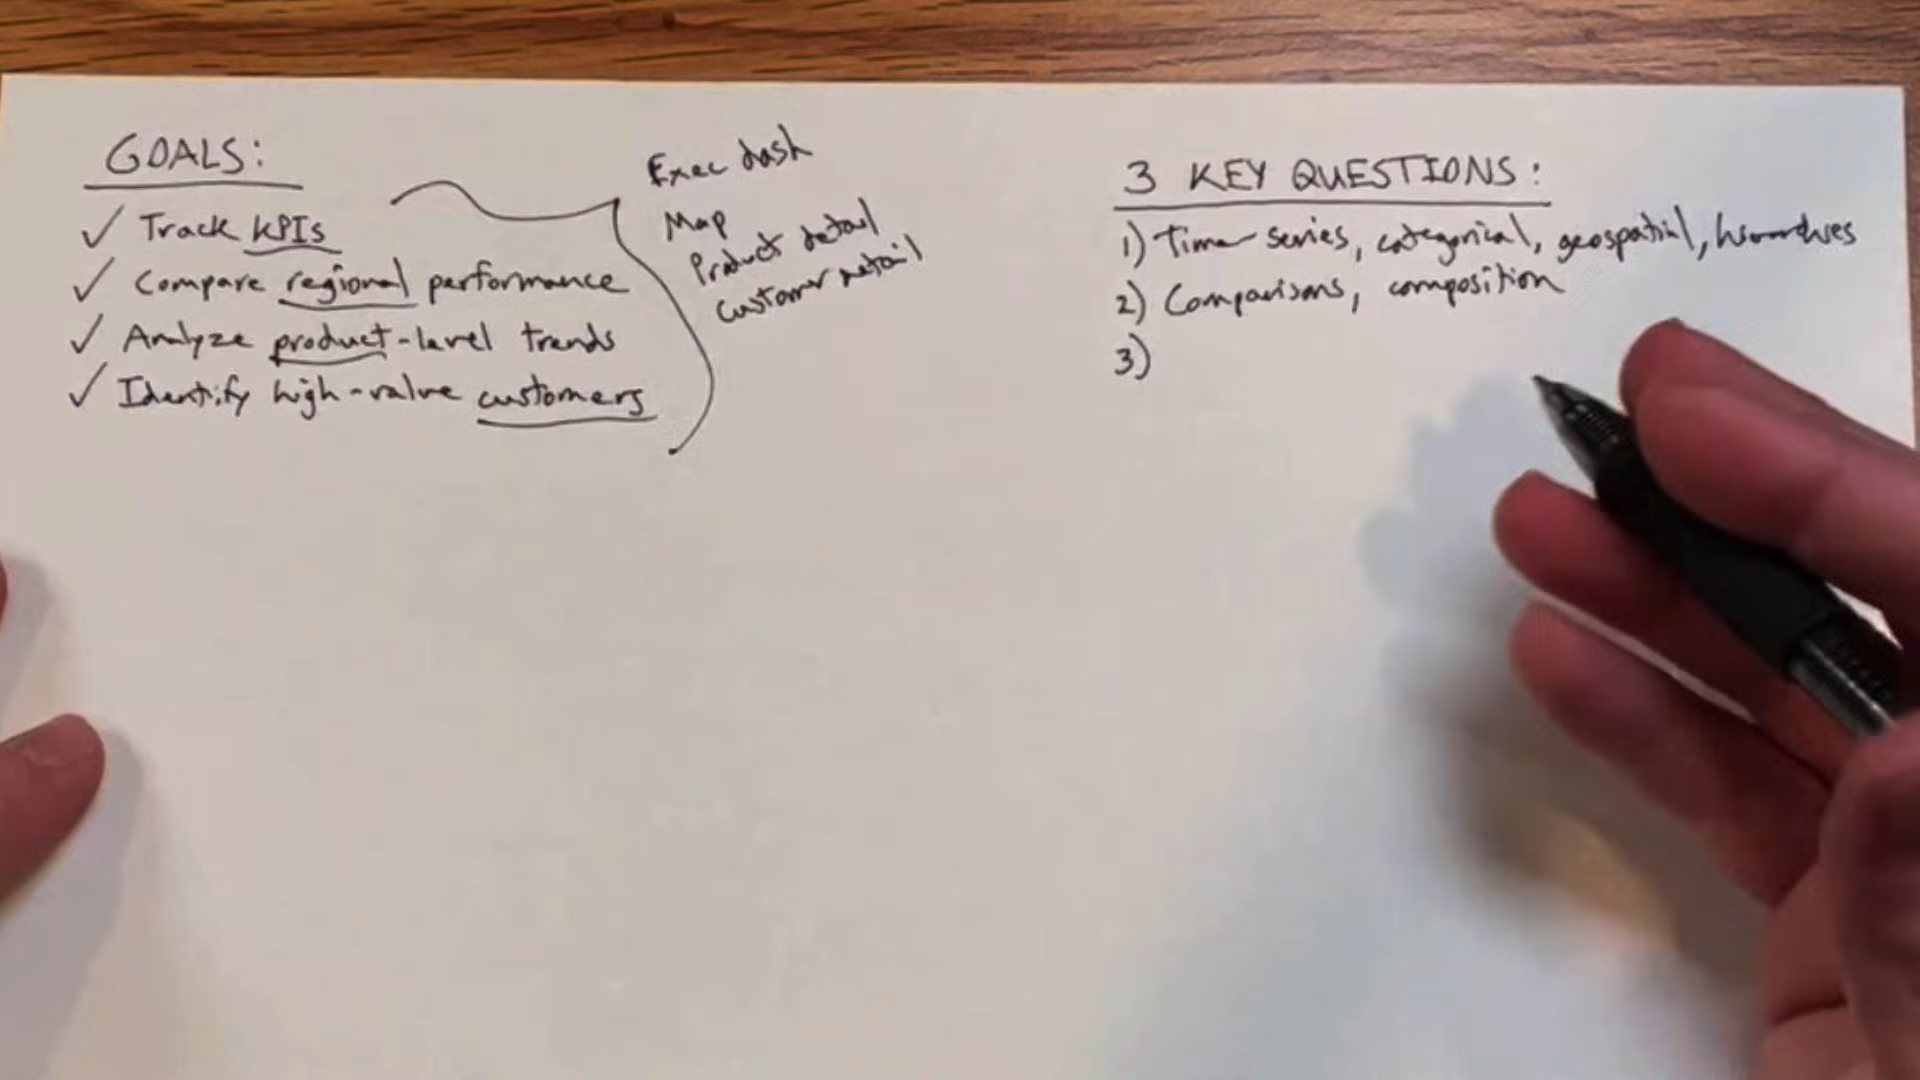 GOALS:
✓ Track KPIs
✓ Compare regional performance
✓ Analyze product-level trends
✓ Identify high-value customers
Exec dash
Map
Product detail
Customer detail
3 KEY QUESTIONS:
1) Time series, categorical, geospatial,
2) Comparisons, composition
3)